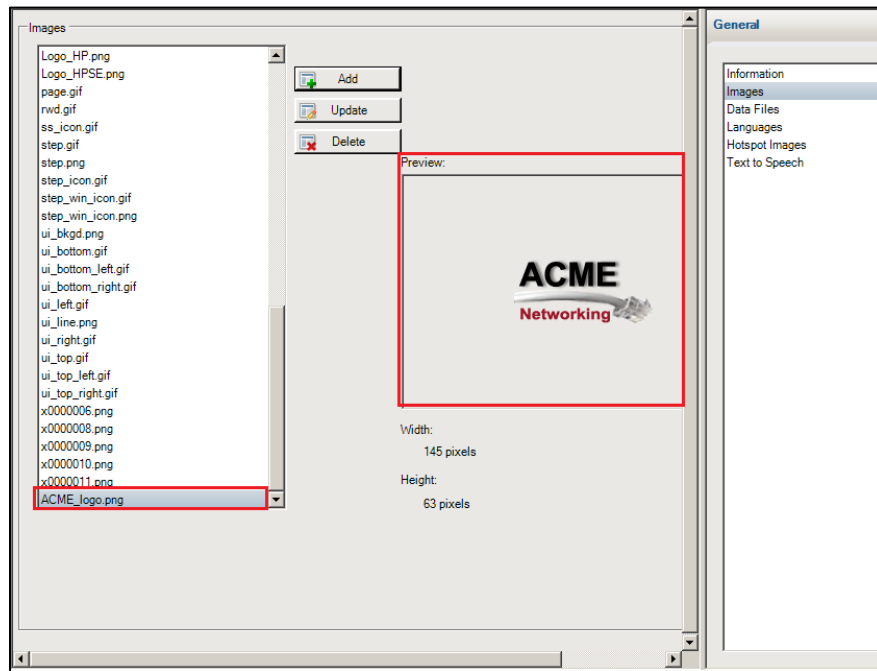 Images
Logo_HP.png
Logo_HPSE.png
page.gif
rwd.gif
ss_icon.gif
step.gif
step.png
step_icon.gif
step_win_icon.gif
step_win_icon.png
ui_bkgd.png
ui_bottom.gif
ui_bottom_left.gif
ui_bottom_right.gif
ui_left.gif
ui_line.png
ui_right.gif
ui_top.gif
ui_top_left.gif
ui_top_right.gif
x0000006.png
x0000008.png
x0000009.png
x0000010.png
x0000011.png
ACME_logo.png
Add
Update
Delete
Preview:
ACME
Networking
Width:
145 pixels
Height:
63 pixels
General
Information
Images
Data Files
Languages
Hotspot Images
Text to Speech